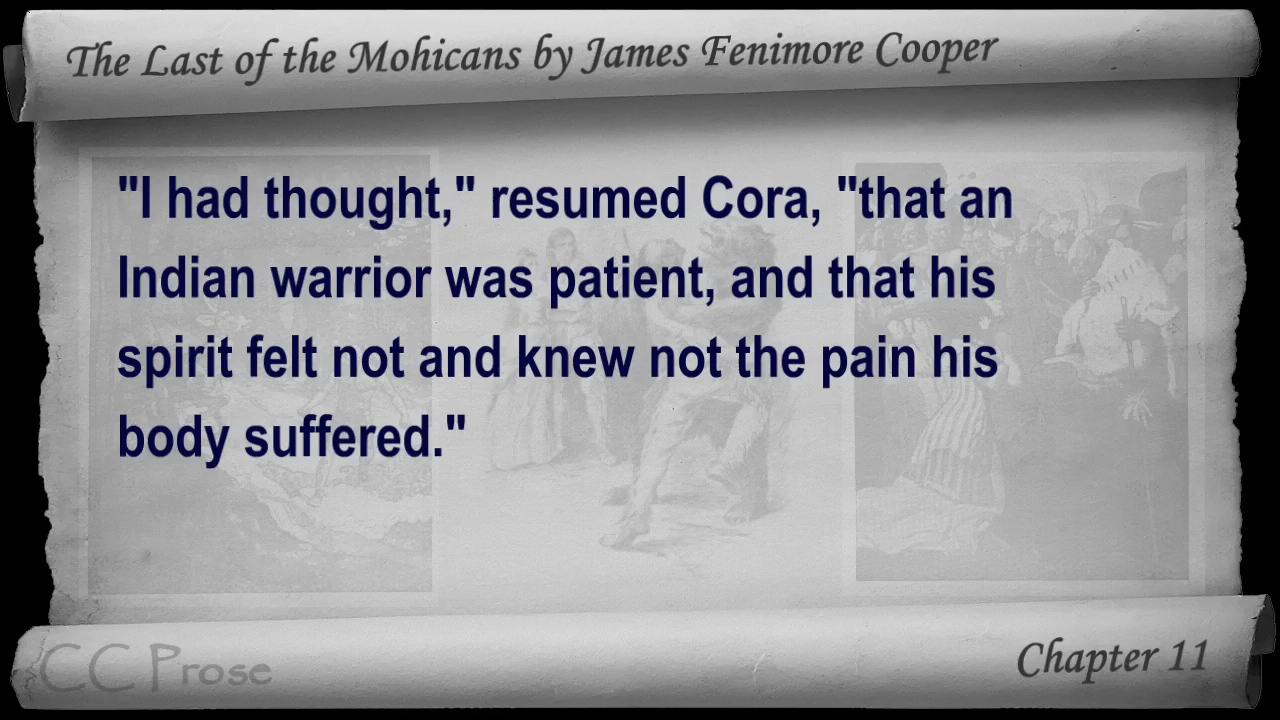 The Last of the Mohicans by James Fenimore Cooper
"I had thought," resumed Cora, "that an
Indian warrior was patient, and that his
spirit felt not and knew not the pain his
body suffered."
CC Prose
Chapter 11